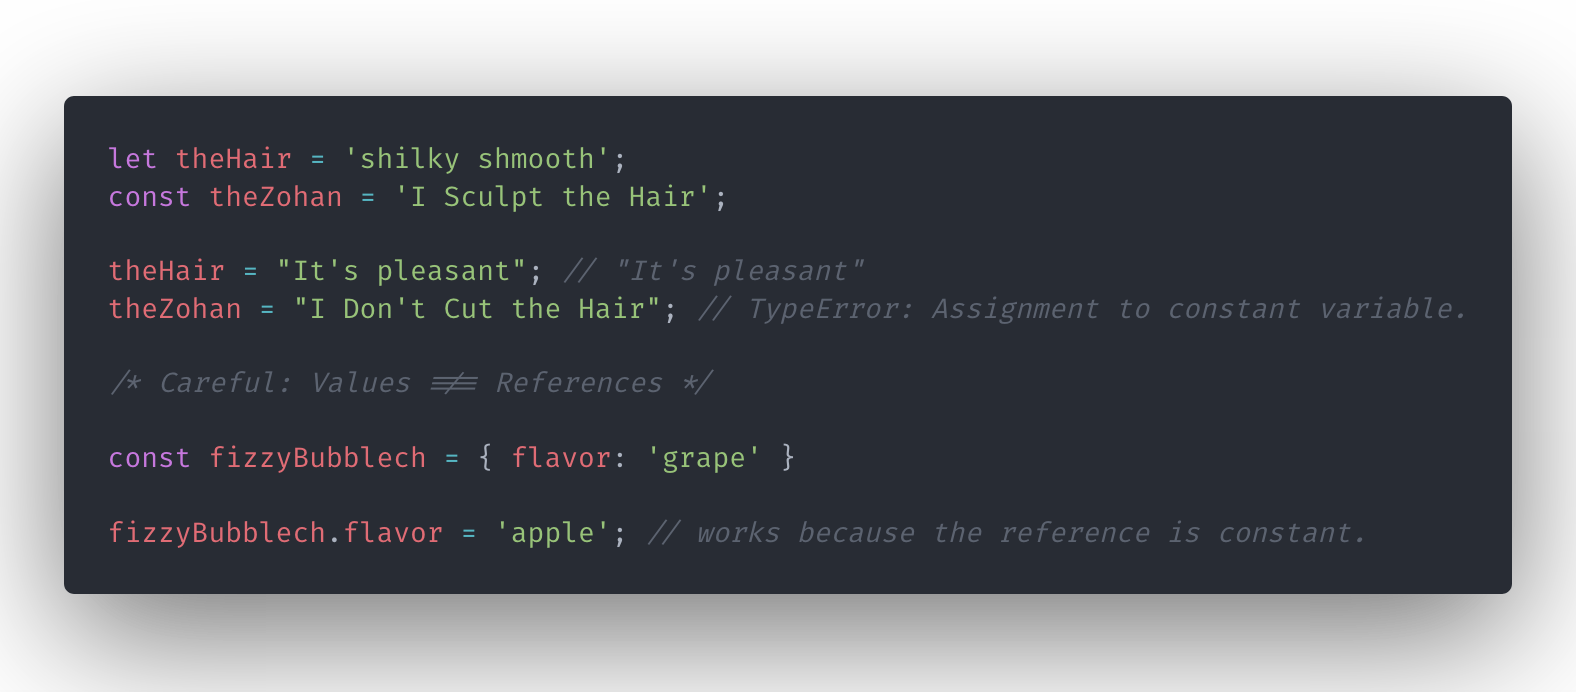 let theHair = 'shilky shmooth';
const theZohan = 'I Sculpt the Hair';
theHair = "It's pleasant"; // "It's pleasant"
theZohan = "I Don't Cut the Hair"; // TypeError: Assignment to constant variable.
/* Careful: Values !== References */
const fizzyBubblech = { flavor: 'grape' }
fizzyBubblech.flavor = 'apple'; // works because the reference is constant.